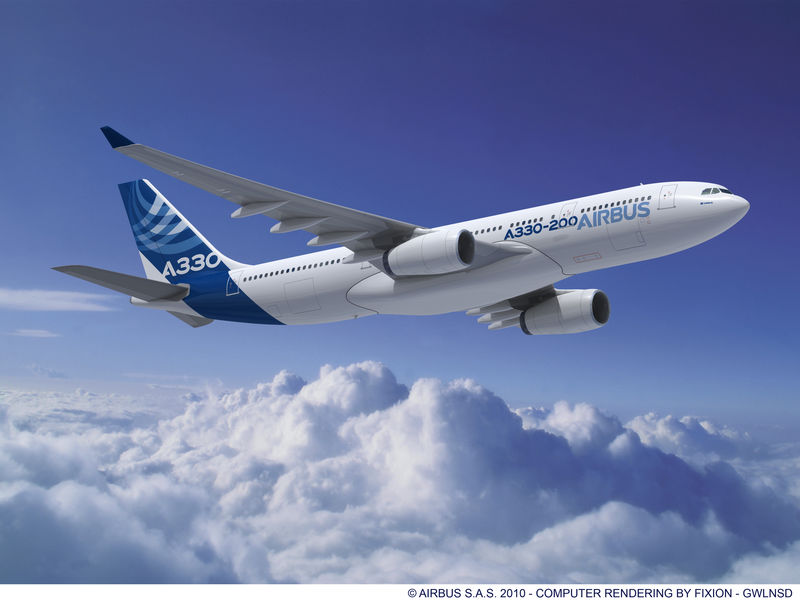 A330-200 AIRBUS
A330
© AIRBUS S.A.S. 2010 - COMPUTER RENDERING BY FIXION - GWLNSD